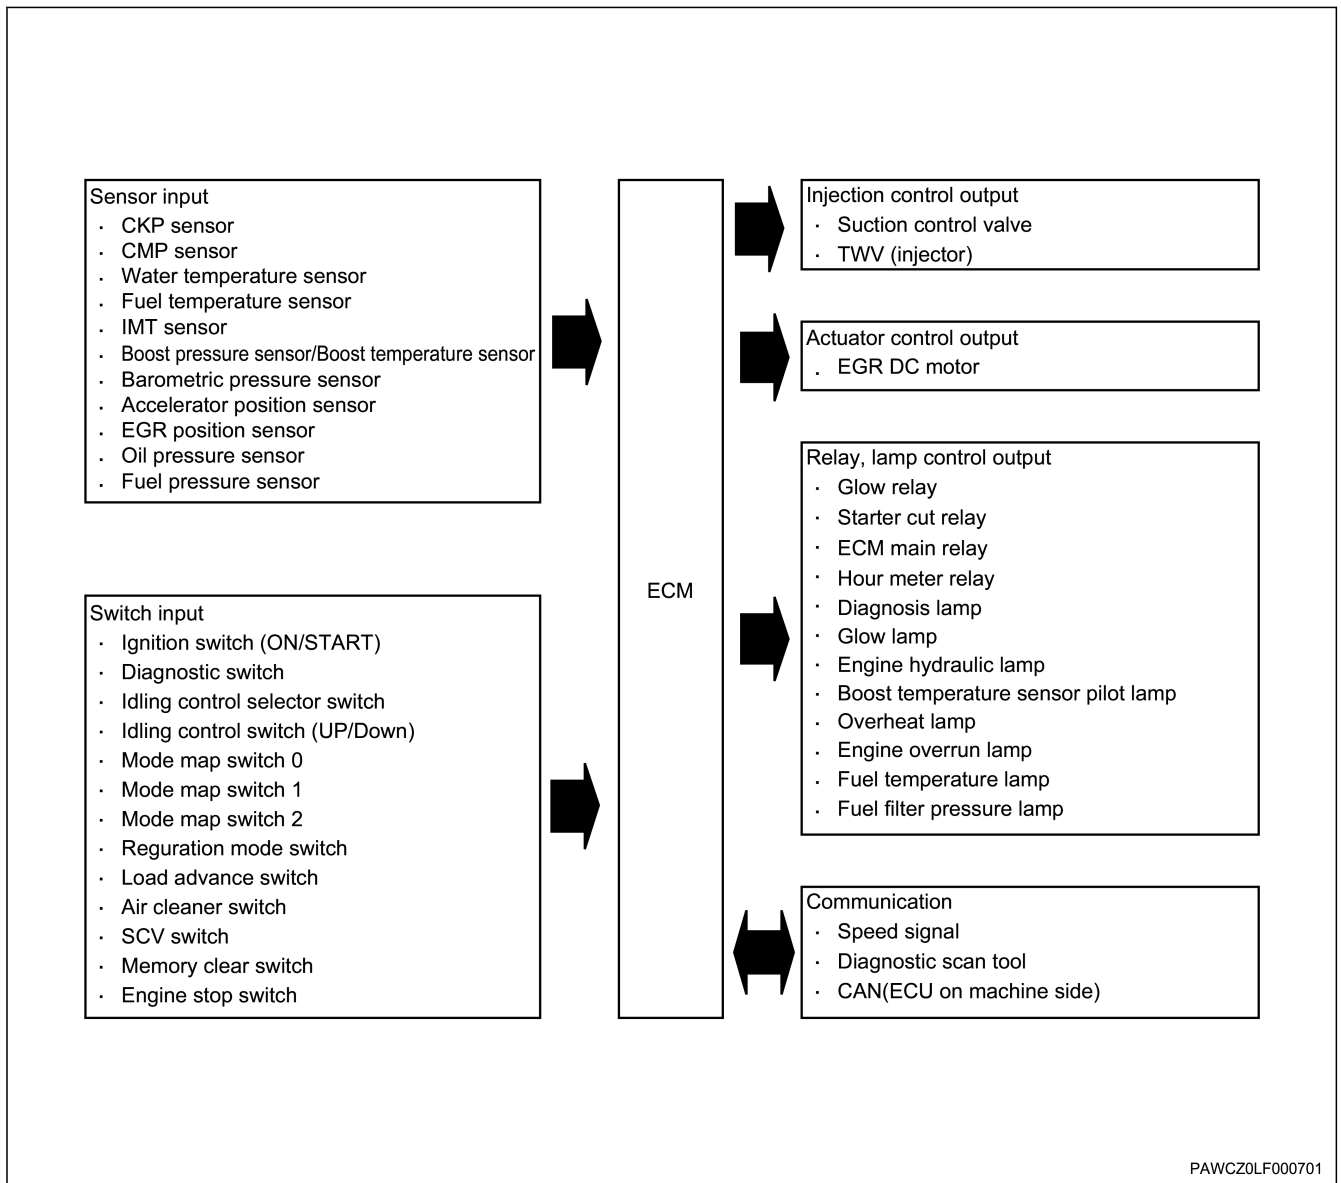 Sensor input
· CKP sensor
· CMP sensor
· Water temperature sensor
· Fuel temperature sensor
· IMT sensor
· Boost pressure sensor/Boost temperature sensor
· Barometric pressure sensor
· Accelerator position sensor
· EGR position sensor
· Oil pressure sensor
· Fuel pressure sensor
Switch input
· Ignition switch (ON/START)
· Diagnostic switch
· Idling control selector switch
· Idling control switch (UP/Down)
· Mode map switch 0
· Mode map switch 1
· Mode map switch 2
· Reguration mode switch
· Load advance switch
· Air cleaner switch
· SCV switch
· Memory clear switch
· Engine stop switch
ECM
Injection control output
· Suction control valve
· TWV (injector)
Actuator control output
· EGR DC motor
Relay, lamp control output
· Glow relay
· Starter cut relay
· ECM main relay
· Hour meter relay
· Diagnosis lamp
· Glow lamp
· Engine hydraulic lamp
· Boost temperature sensor pilot lamp
· Overheat lamp
· Engine overrun lamp
· Fuel temperature lamp
· Fuel filter pressure lamp
Communication
· Speed signal
· Diagnostic scan tool
· CAN(ECU on machine side)
PAWCZ0LF000701